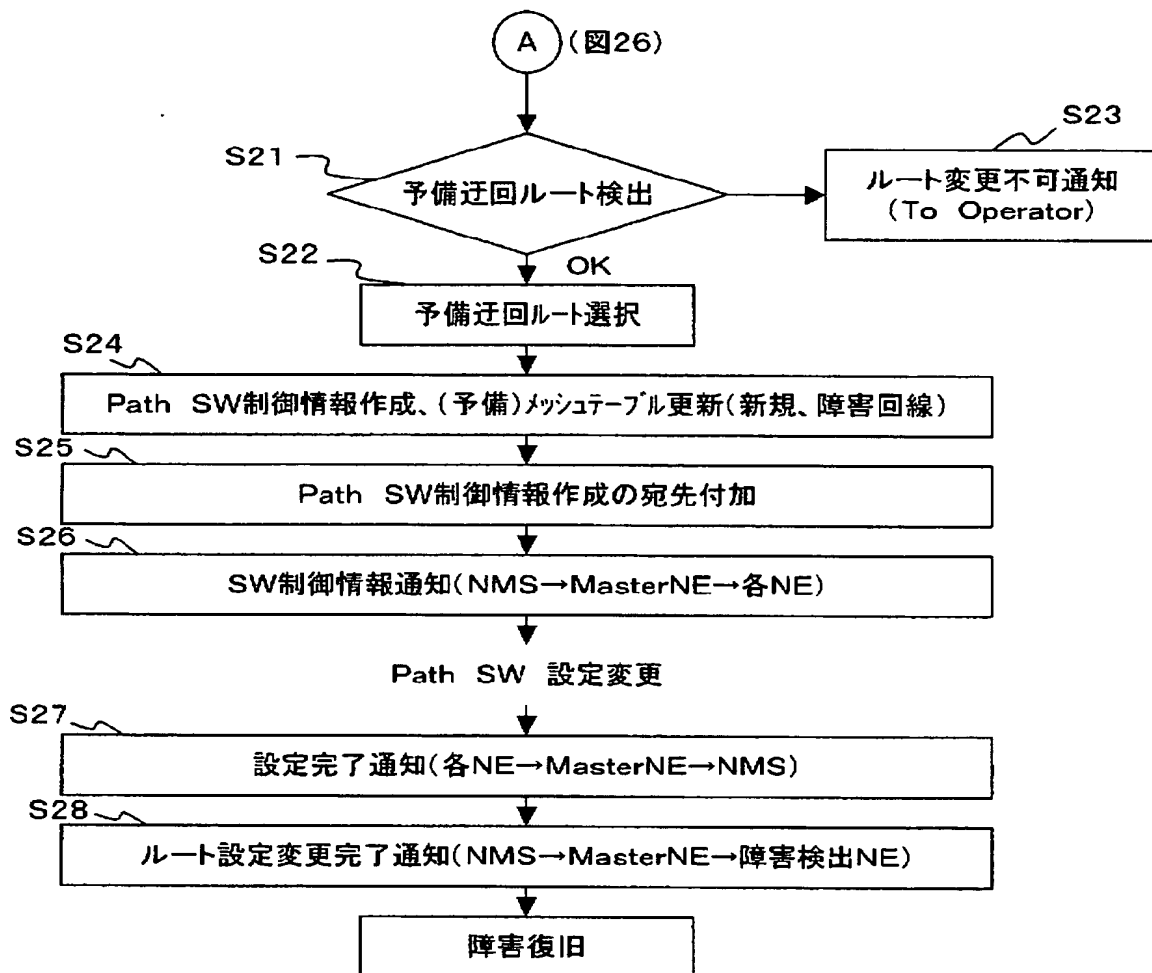 A (図26)
S21
予備迂回ルート検出
S23
ルート変更不可通知
(To Operator)
S22
OK
予備迂回ルート選択
S24
Path SW制御情報作成、(予備)メッシュテーブル更新(新規、障害回線)
S25
Path SW制御情報作成の宛先付加
S26
SW制御情報通知(NMS→MasterNE→各NE)
Path SW 設定変更
S27
設定完了通知(各NE→MasterNE→NMS)
S28
ルート設定変更完了通知(NMS→MasterNE→障害検出NE)
障害復旧